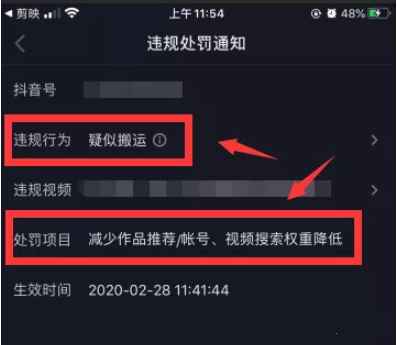 剪映 上午11:54 48%
违规处罚通知
抖音号
违规行为 疑似搬运
违规视频
处罚项目 减少作品推荐/帐号、视频搜索权重降低
生效时间 2020-02-28 11:41:44